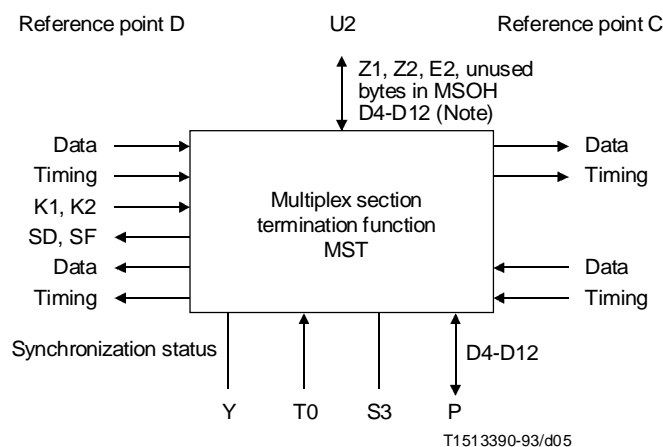 Reference point D
U2
Reference point C
Z1, Z2, E2, unused
bytes in MSOH
D4-D12 (Note)
Data
Timing
K1, K2
SD, SF
Data
Timing
Multiplex section
termination function
MST
Data
Timing
Data
Timing
Synchronization status
D4-D12
Y
T0
S3
P
T1513390-93/d05